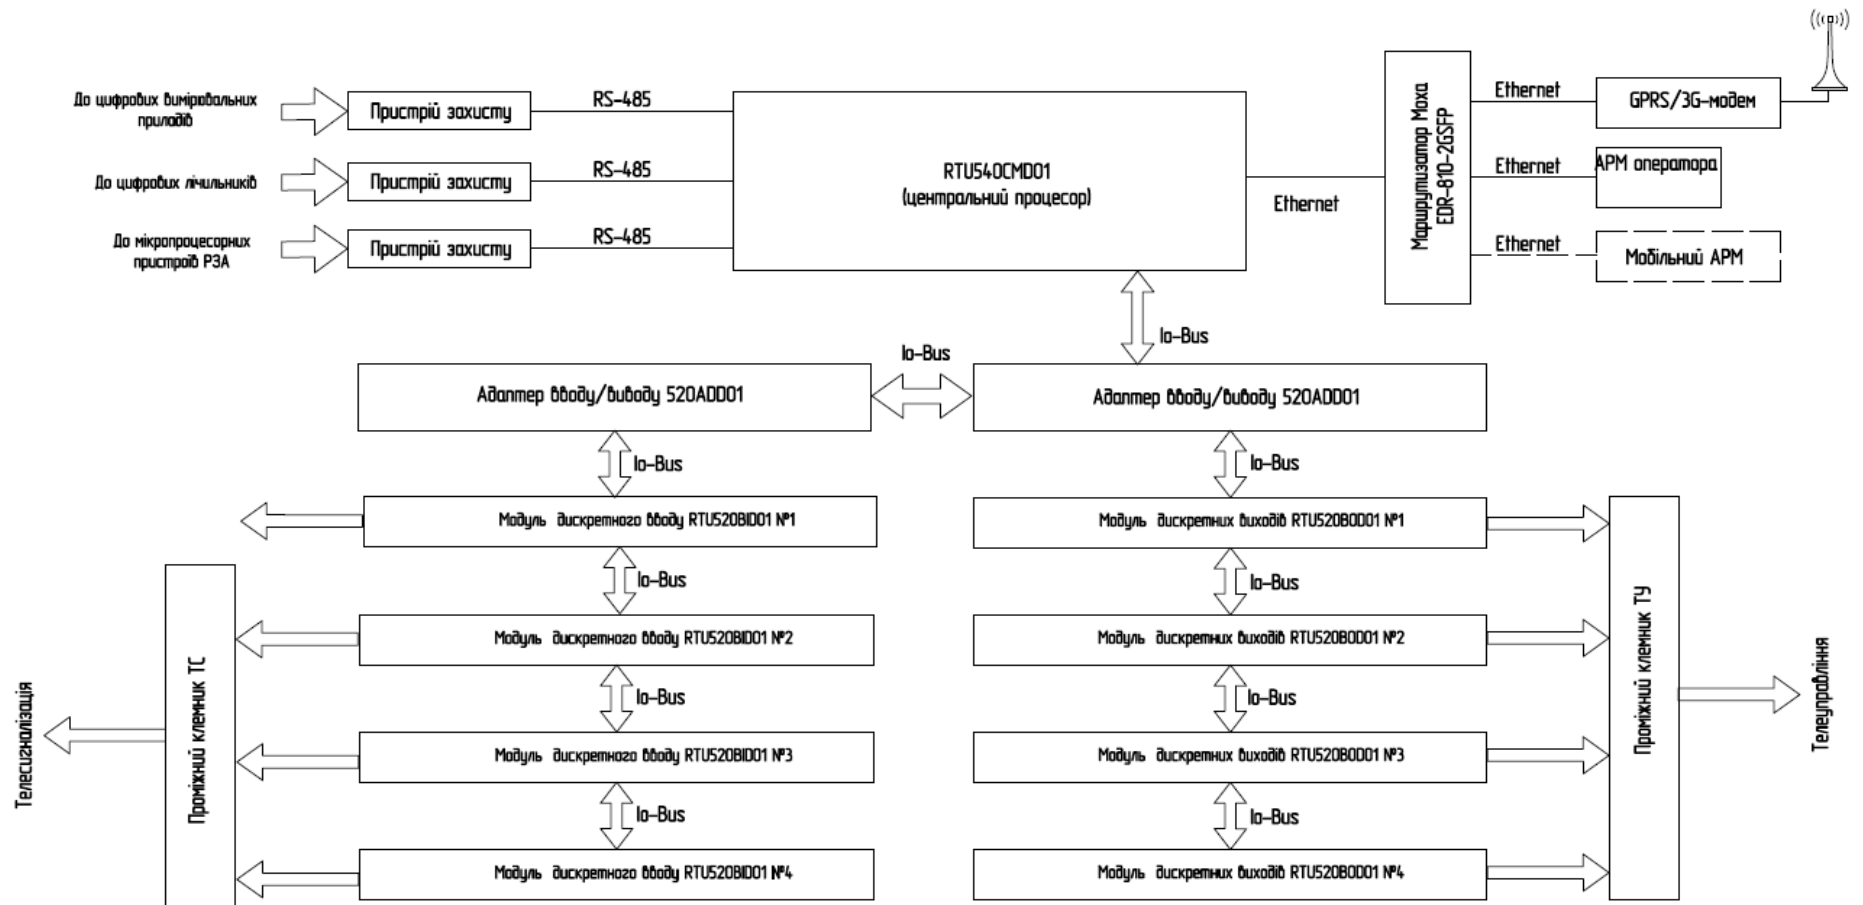 До цифрових вимірювальних
приладів
Пристрій захисту
RS-485
До цифрових лічильників
Пристрій захисту
RS-485
До мікропроцесорних
пристроїв РЗА
Пристрій захисту
RS-485
RTU540CMD01
(центральний процесор)
Ethernet
Маршрутизатор Моха
EDR-810-2GSFP
Ethernet
GPRS/3G-модем
Ethernet
АРМ оператора
Ethernet
Мобільний АРМ
Io-Bus
Io-Bus
Адаптер вводу/виводу 520ADD01
Адаптер вводу/виводу 520ADD01
Io-Bus
Io-Bus
Модуль дискретного вводу RTU520BID01 №1
Модуль дискретних виходів RTU520BOD01 №1
Io-Bus
Io-Bus
Модуль дискретного вводу RTU520BID01 №2
Модуль дискретних виходів RTU520BOD01 №2
Io-Bus
Io-Bus
Модуль дискретного вводу RTU520BID01 №3
Модуль дискретних виходів RTU520BOD01 №3
Io-Bus
Io-Bus
Модуль дискретного вводу RTU520BID01 №4
Модуль дискретних виходів RTU520BOD01 №4
Телесигналізація
Проміжний клемник ТС
Проміжний клемник ТУ
Телеуправління